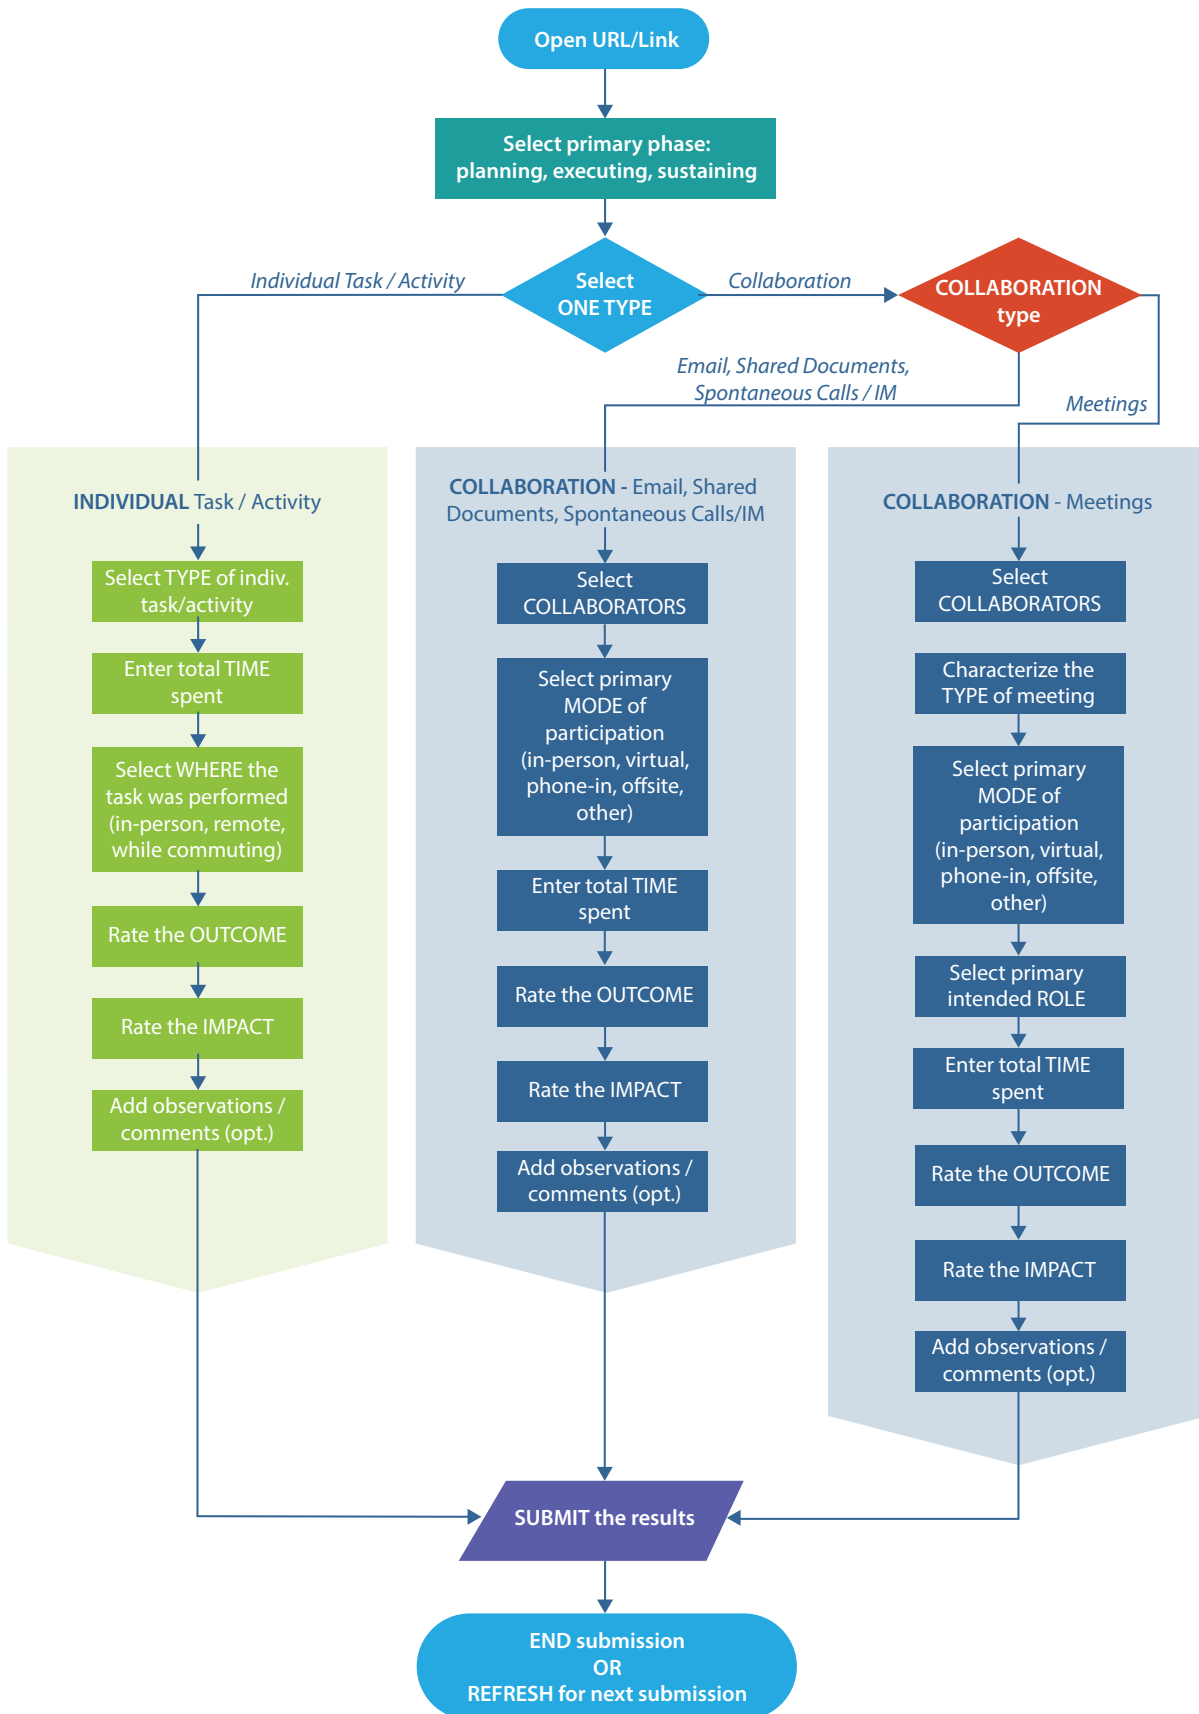 Open URL/Link
Select primary phase:
planning, executing, sustaining
Individual Task / Activity
Select
ONE TYPE
Collaboration
COLLABORATION
type
Email, Shared Documents,
Spontaneous Calls / IM
Meetings
INDIVIDUAL Task / Activity
Select TYPE of indiv.
task/activity
Enter total TIME
spent
Select WHERE the
task was performed
(in-person, remote,
while commuting)
Rate the OUTCOME
Rate the IMPACT
Add observations /
comments (opt.)
COLLABORATION - Email, Shared
Documents, Spontaneous Calls/IM
Select
COLLABORATORS
Select primary
MODE of
participation
(in-person, virtual,
phone-in, offsite,
other)
Enter total TIME
spent
Rate the OUTCOME
Rate the IMPACT
Add observations /
comments (opt.)
COLLABORATION - Meetings
Select
COLLABORATORS
Characterize the
TYPE of meeting
Select primary
MODE of
participation
(in-person, virtual,
phone-in, offsite,
other)
Select primary
intended ROLE
Enter total TIME
spent
Rate the OUTCOME
Rate the IMPACT
Add observations /
comments (opt.)
SUBMIT the results
END submission
OR
REFRESH for next submission